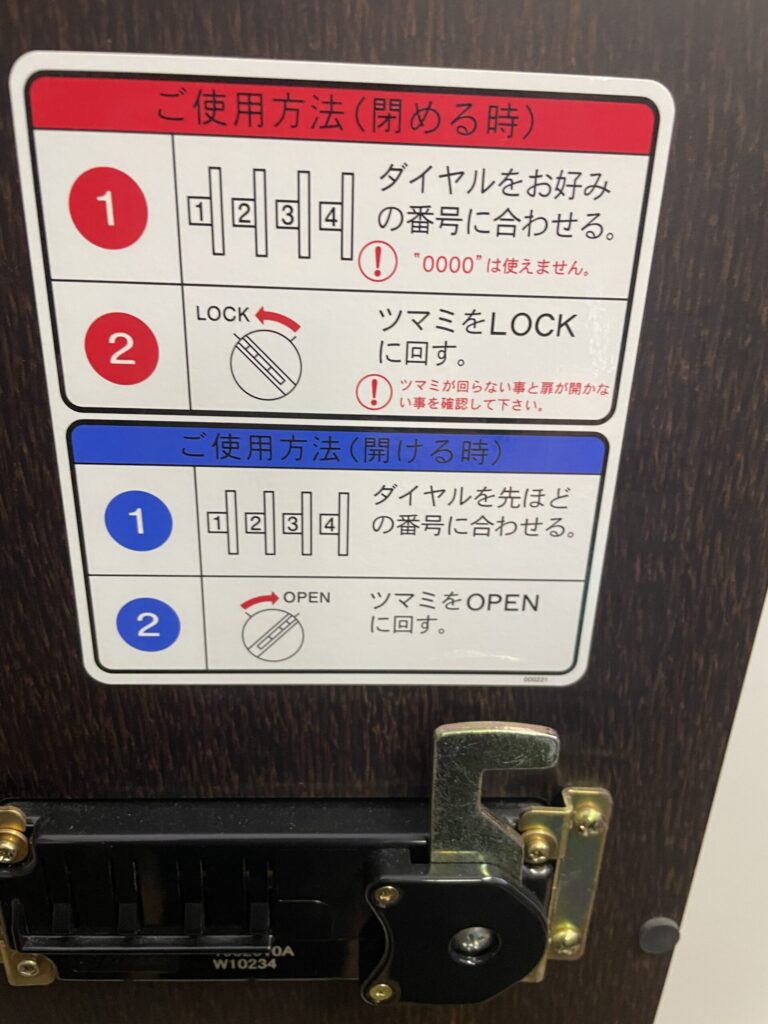 ご使用方法(閉める時)
1
1 2 3 4
ダイヤルをお好み
の番号に合わせる。
! "0000"は使えません。
2
LOCK
ツマミをLOCK
に回す。
! ツマミが回らない事と扉が開かな
い事を確認して下さい。
ご使用方法(開ける時)
1
1 2 3 4
ダイヤルを先ほど
の番号に合わせる。
2
OPEN
ツマミをOPEN
に回す。
000221
W10234